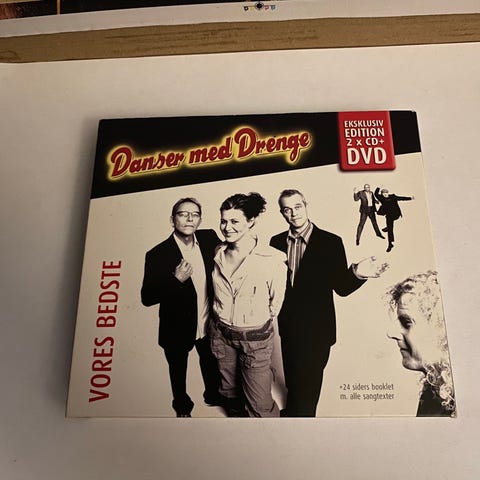 Danser med Drenge
EKSKLUSIV
EDITION
2 x CD+
DVD
VORES BEDSTE
+24 siders booklet
m. alle sangtexter